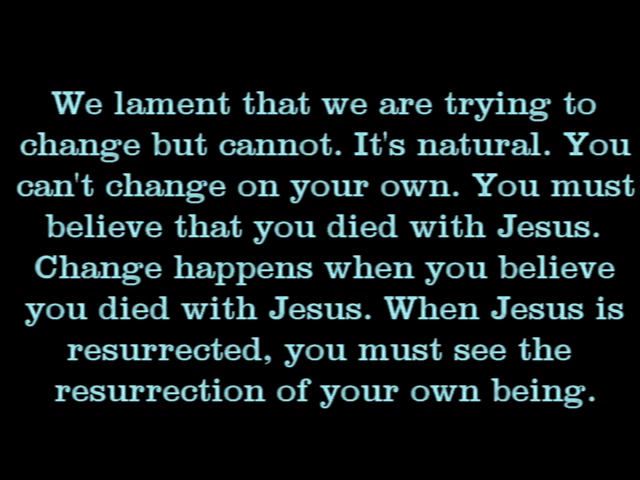 We lament that we are trying to
change but cannot. It's natural. You
can't change on your own. You must
believe that you died with Jesus.
Change happens when you believe
you died with Jesus. When Jesus is
resurrected, you must see the
resurrection of your own being.